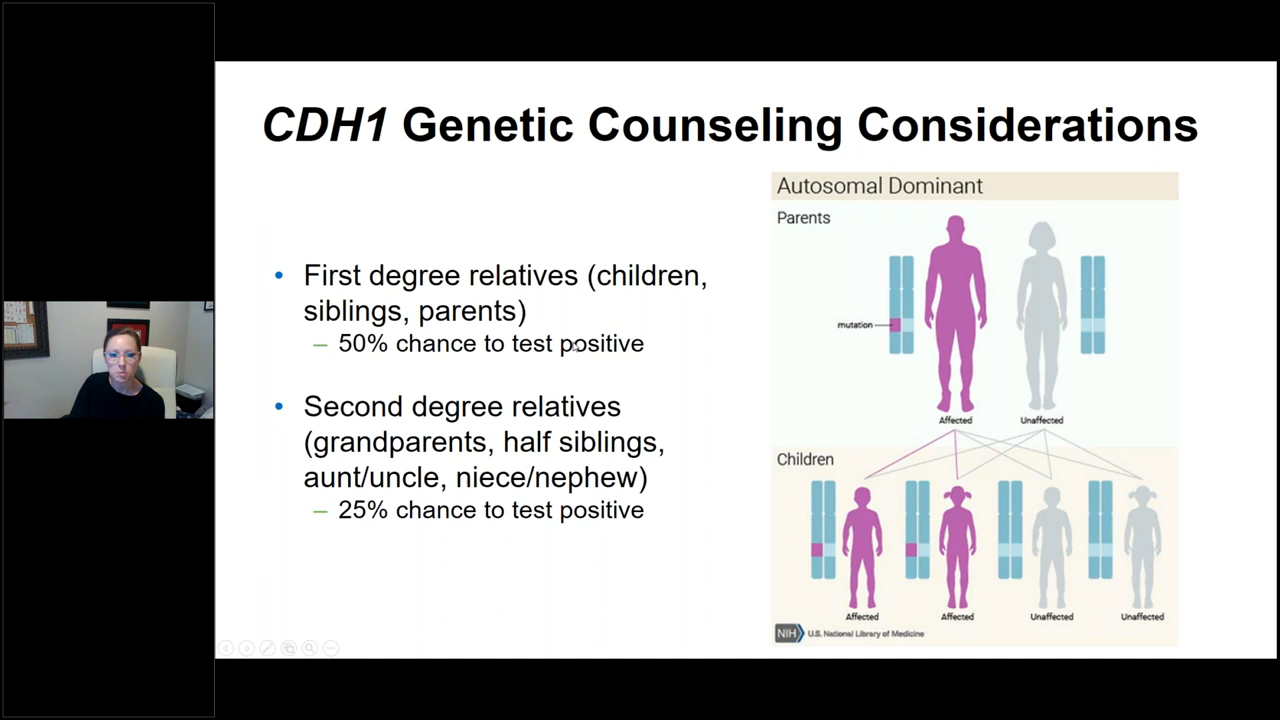 CDH1 Genetic Counseling Considerations
• First degree relatives (children,
siblings, parents)
– 50% chance to test positive
• Second degree relatives
(grandparents, half siblings,
aunt/uncle, niece/nephew)
– 25% chance to test positive
Autosomal Dominant
Parents
mutation
Affected
Unaffected
Children
Affected
Affected
Unaffected
Unaffected
NIH U.S. National Library of Medicine